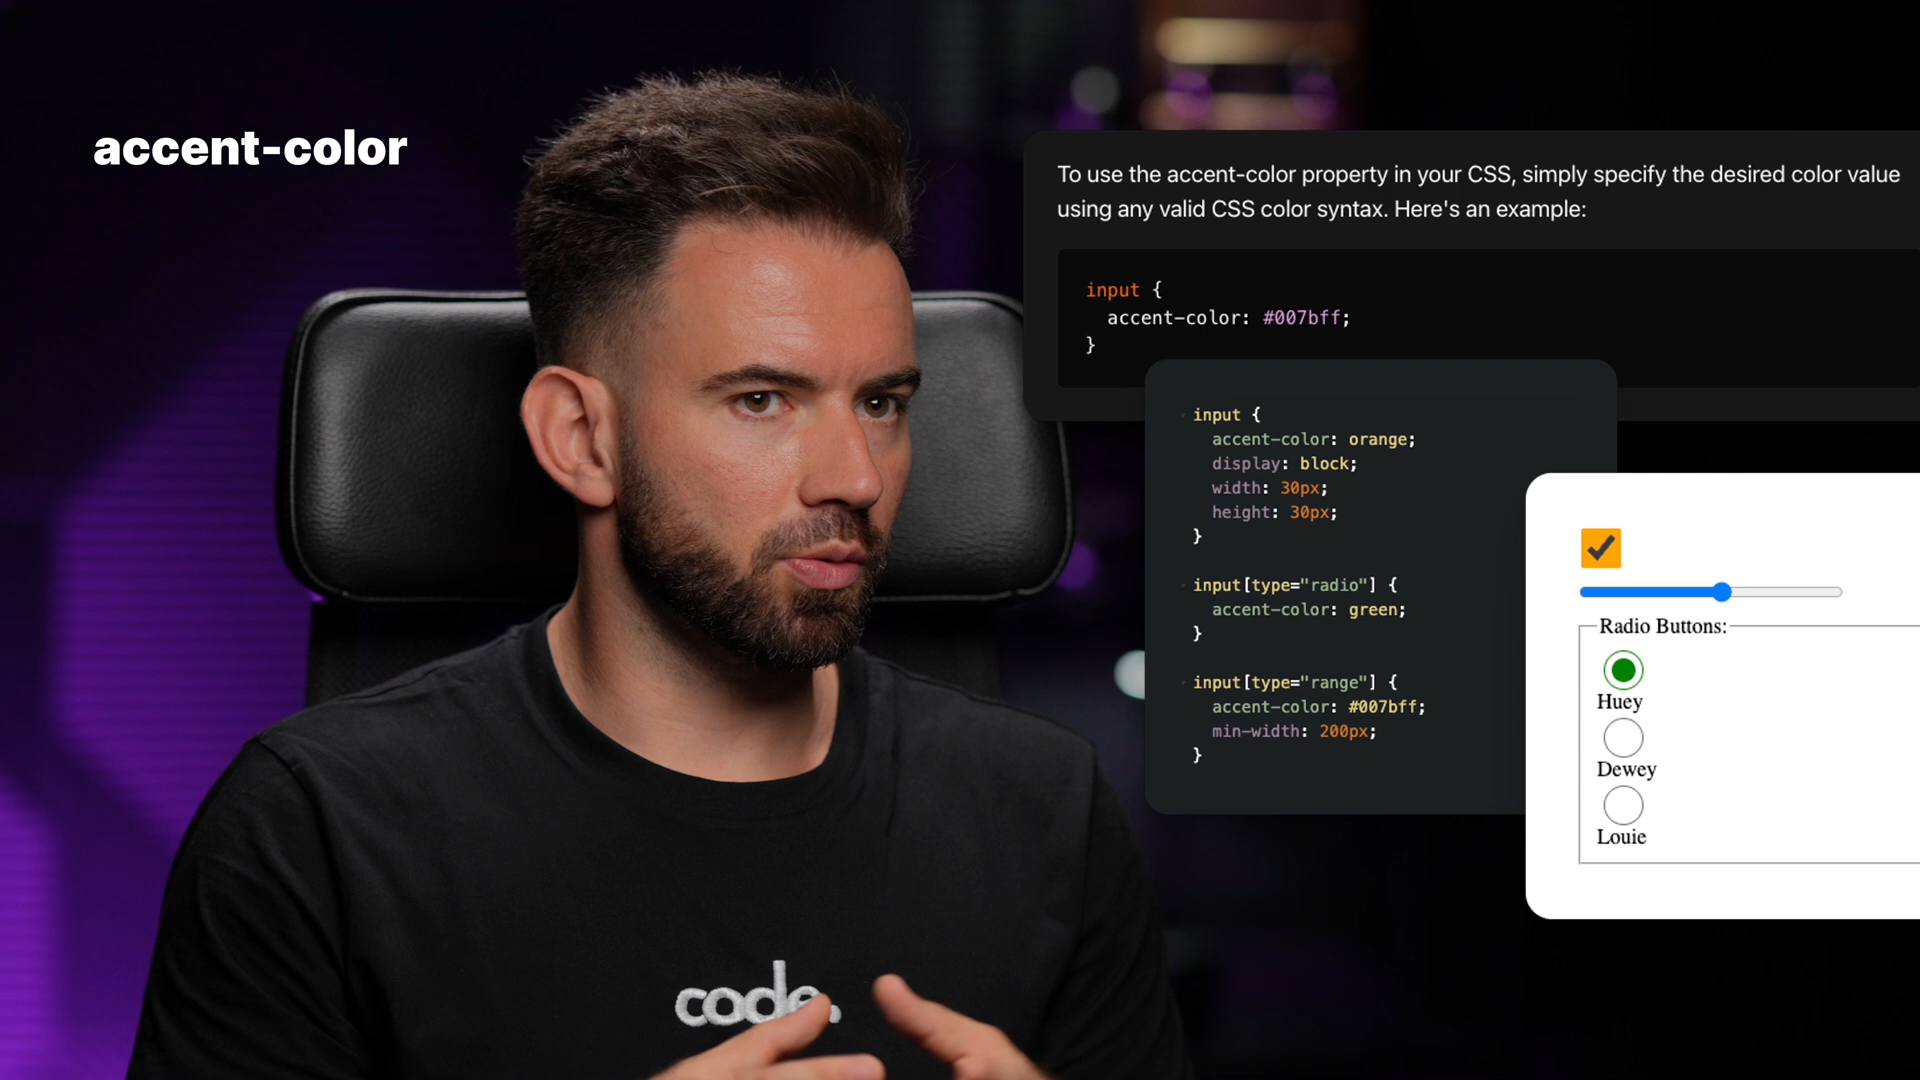 accent-color
To use the accent-color property in your CSS, simply specify the desired color value
using any valid CSS color syntax. Here's an example:
input {
accent-color: #007bff;
}
input {
accent-color: orange;
display: block;
width: 30px;
height: 30px;
}
input[type="radio"] {
accent-color: green;
}
input[type="range"] {
accent-color: #007bff;
min-width: 200px;
}
Radio Buttons:
Huey
Dewey
Louie
code.